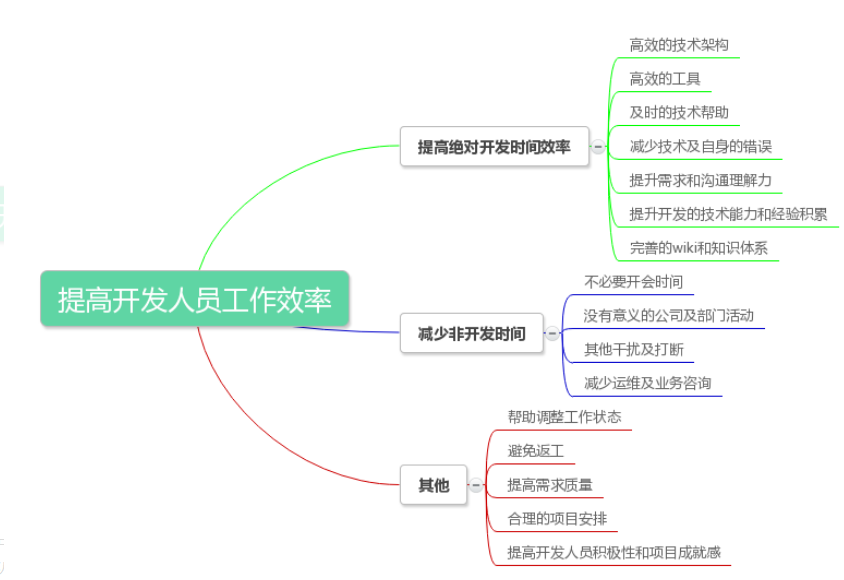 提高开发人员工作效率
提高绝对开发时间效率
高效的技术架构
高效的工具
及时的技术帮助
减少技术及自身的错误
提升需求和沟通理解力
提升开发的技术能力和经验积累
完善的wiki和知识体系
减少非开发时间
不必要开会时间
没有意义的公司及部门活动
其他干扰及打断
减少运维及业务咨询
其他
帮助调整工作状态
避免返工
提高需求质量
合理的项目安排
提高开发人员积极性和项目成就感